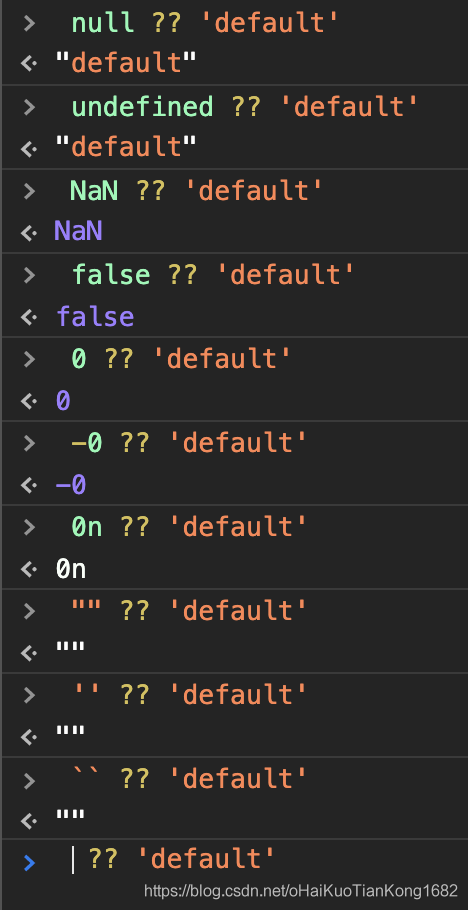 > null ?? 'default'
<· "default"
> undefined ?? 'default'
<· "default"
> NaN ?? 'default'
<· NaN
> false ?? 'default'
<· false
> 0 ?? 'default'
<· 0
> -0 ?? 'default'
<· -0
> 0n ?? 'default'
<· 0n
> "" ?? 'default'
<· ""
> '' ?? 'default'
<· ""
> `` ?? 'default'
<· ""
> ?? 'default'
https://blog.csdn.net/oHaiKuoTianKong1682